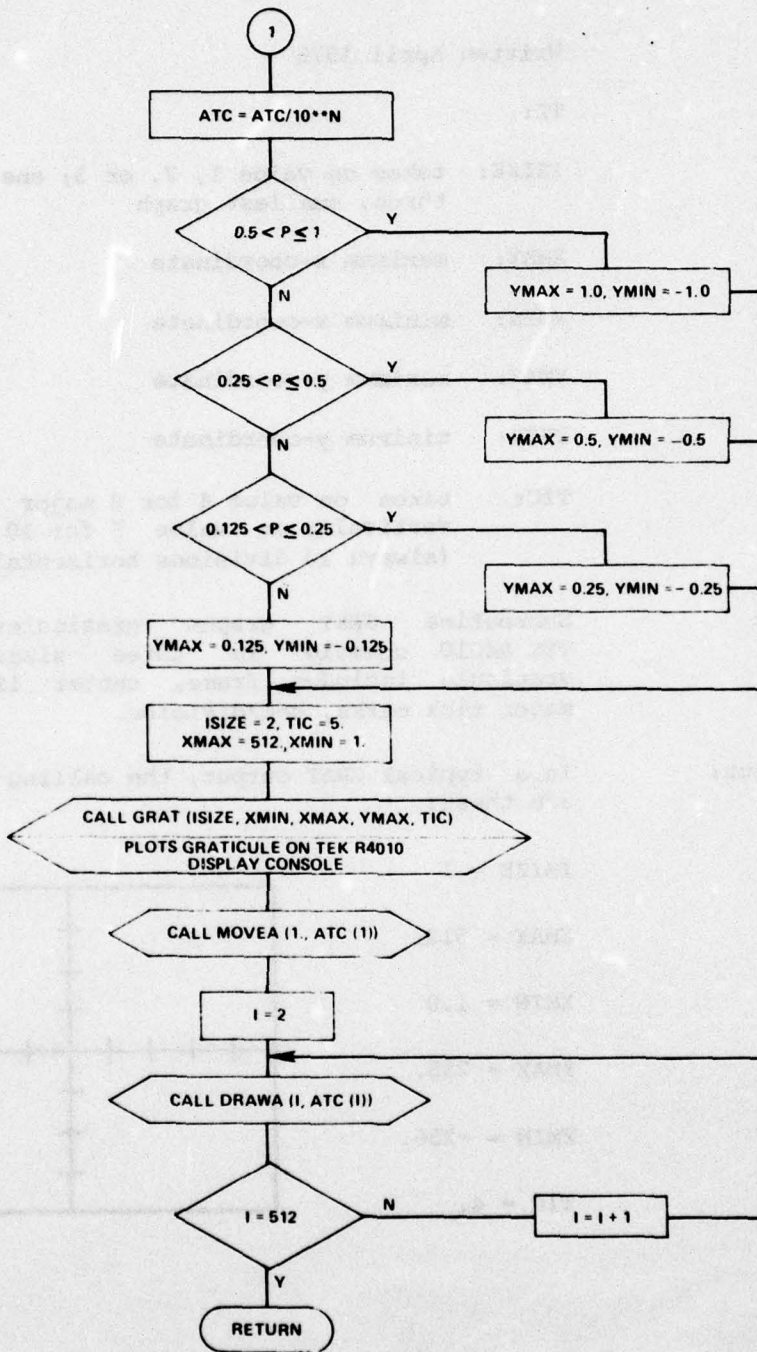 1
ATC = ATC/10**N
0.5 < P ≤ 1
Y
N
YMAX = 1.0, YMIN = -1.0
0.25 < P ≤ 0.5
Y
N
YMAX = 0.5, YMIN = -0.5
0.125 < P ≤ 0.25
Y
N
YMAX = 0.25, YMIN = -0.25
YMAX = 0.125, YMIN = -0.125
ISIZE = 2, TIC = 5.
XMAX = 512., XMIN = 1.
CALL GRAT (ISIZE, XMIN, XMAX, YMAX, TIC)
PLOTS GRATICULE ON TEK R4010
DISPLAY CONSOLE
CALL MOVEA (1., ATC (1))
I = 2
CALL DRAWA (I, ATC (I))
I = 512
N
I = I + 1
Y
RETURN